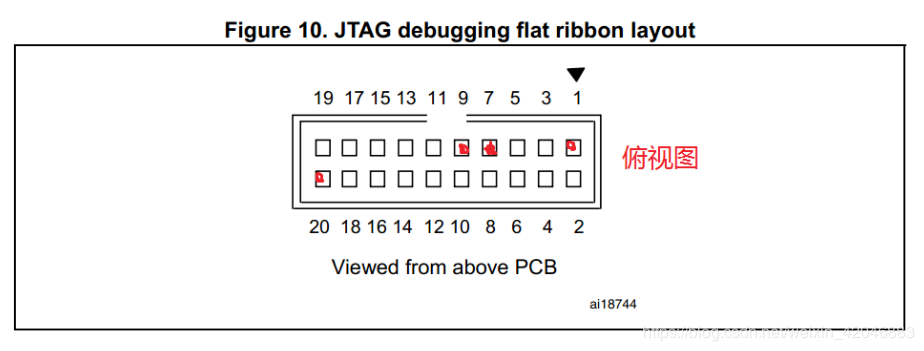 Figure 10. JTAG debugging flat ribbon layout
19 17 15 13 11 9 7 5 3 1
俯视图
20 18 16 14 12 10 8 6 4 2
Viewed from above PCB
ai18744